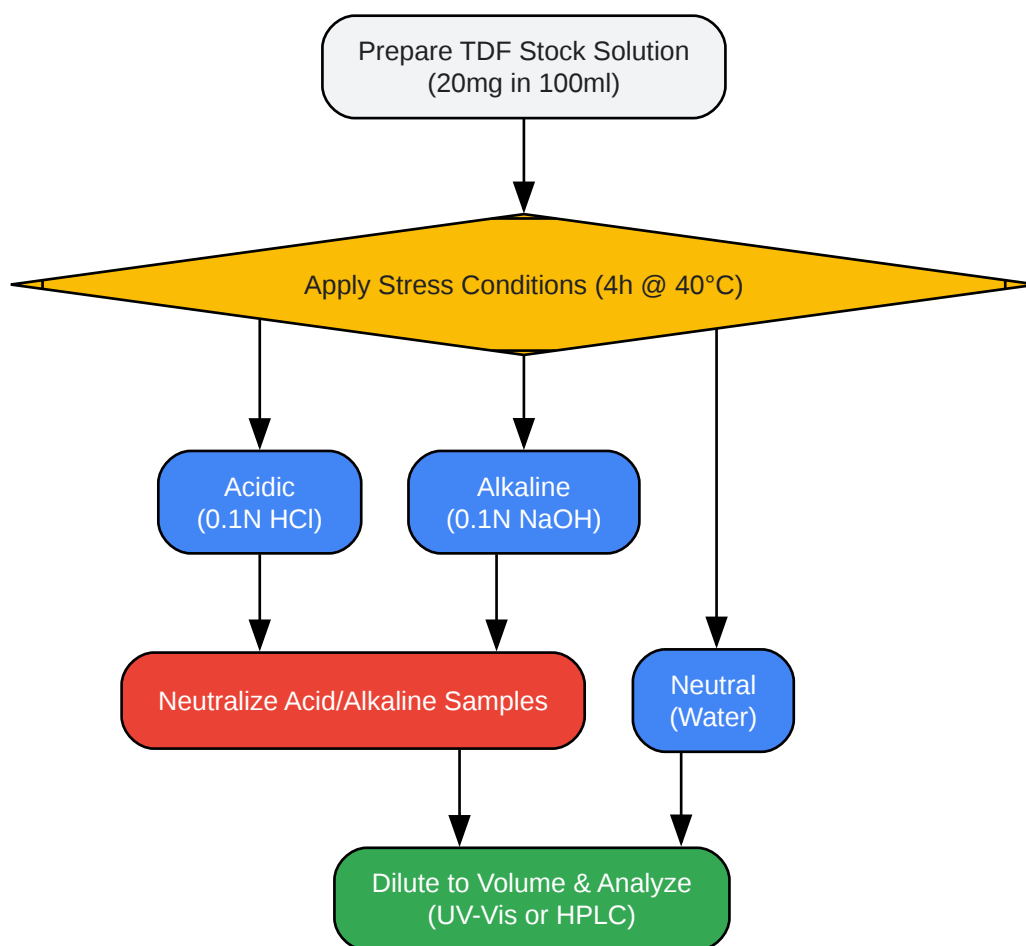 Prepare TDF Stock Solution
(20mg in 100ml)
Apply Stress Conditions (4h @ 40°C)
Acidic
(0.1N HCl)
Alkaline
(0.1N NaOH)
Neutralize Acid/Alkaline Samples
Neutral
(Water)
Dilute to Volume & Analyze
(UV-Vis or HPLC)